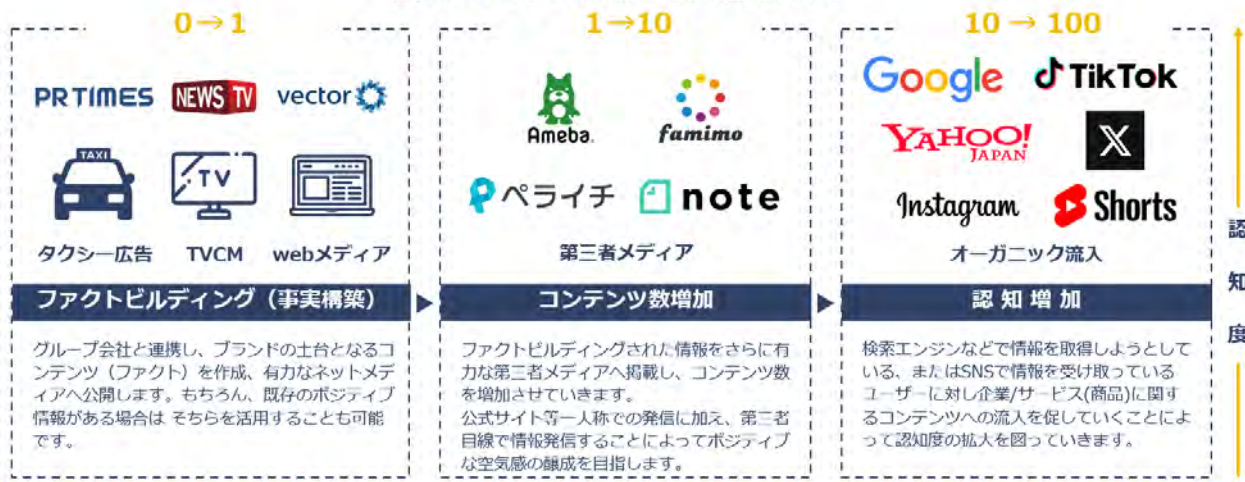 0→1
PRTIMES NEWS TV vector
TAXI
TV
タクシー広告 TVCM webメディア
ファクトビルディング（事実構築）
グループ会社と連携し、ブランドの土台となるコ
ンテンツ（ファクト）を作成、有力なネットメデ
ィアへ公開します。もちろん、既存のポジティブ
情報がある場合は そちらを活用することも可能
です。
1→10
Ameba. famimo
ペライチ note
第三者メディア
コンテンツ数増加
ファクトビルディングされた情報をさらに有
力な第三者メディアへ掲載し、コンテンツ数
を増加させていきます。
公式サイト等一人称での発信に加え、第三者
目線で情報発信することによってポジティブ
な空気感の醸成を目指します。
10→100
Google TikTok
YAHOO!
JAPAN
X
Instagram Shorts
オーガニック流入
認知増加
検索エンジンなどで情報を取得しようとして
いる、またはSNSで情報を受け取っている
ユーザーに対し企業/サービス(商品)に関す
るコンテンツへの流入を促していくことによ
って認知度の拡大を図っていきます。
認
知
度